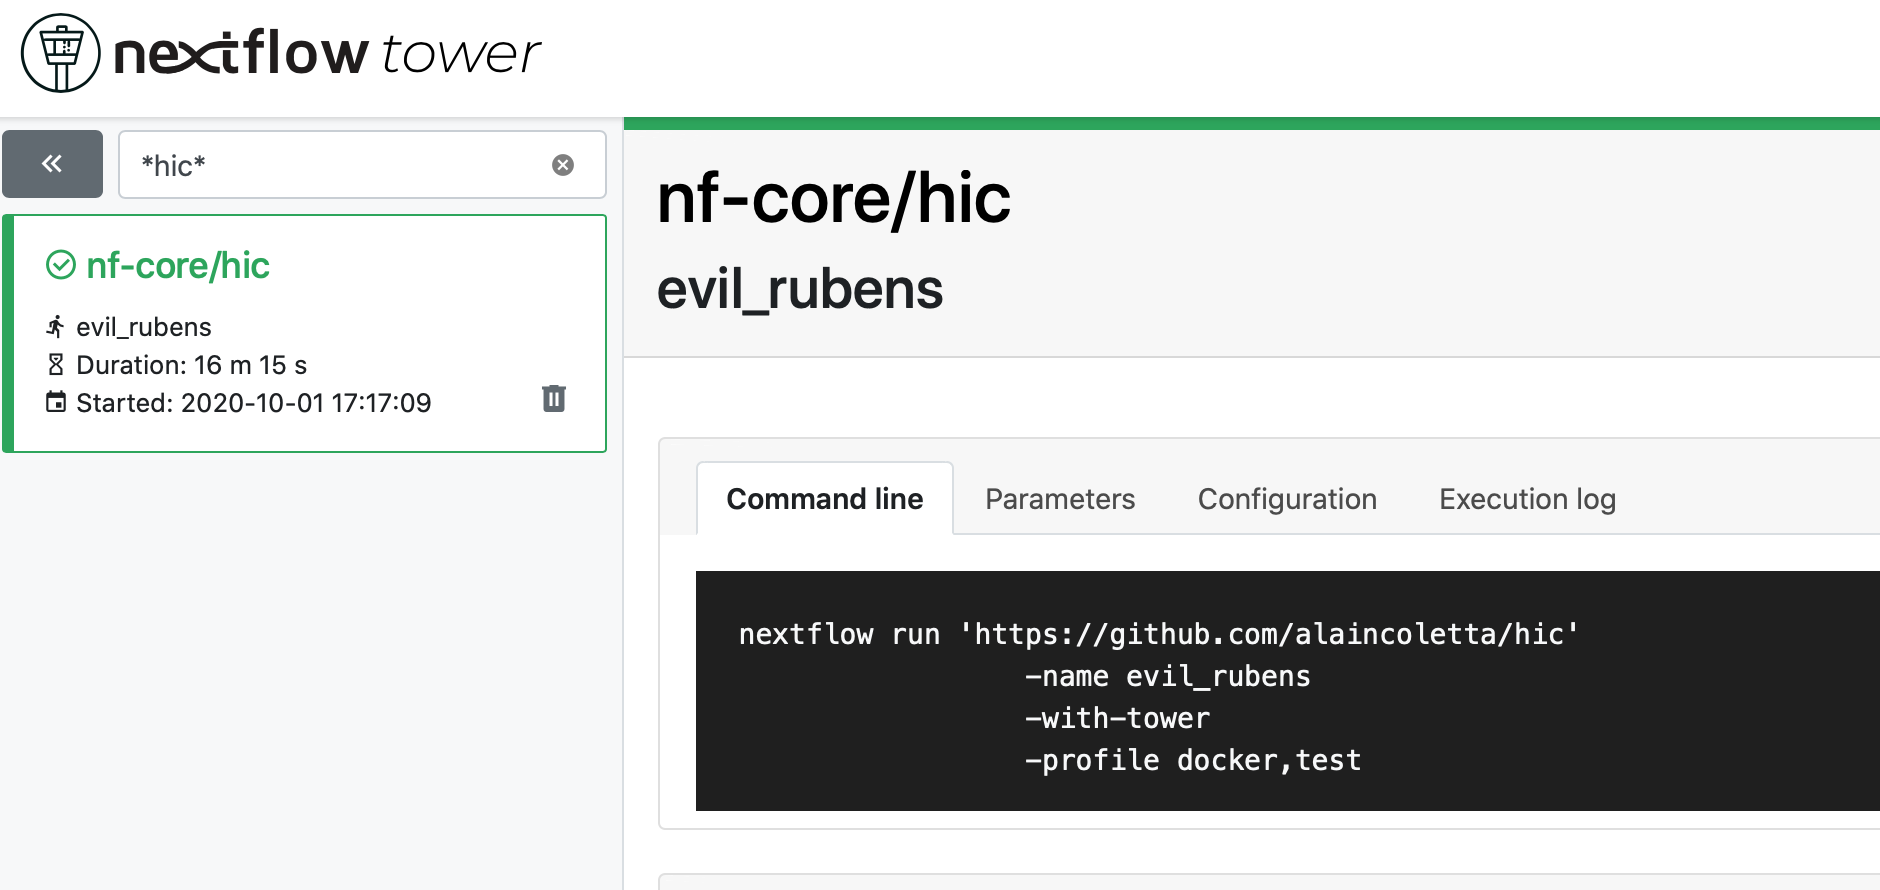 nextflow tower
*hic*
nf-core/hic
evil_rubens
Duration: 16 m 15 s
Started: 2020-10-01 17:17:09
nf-core/hic
evil_rubens
Command line
Parameters
Configuration
Execution log
nextflow run 'https://github.com/alaincoletta/hic'
-name evil_rubens
-with-tower
-profile docker,test